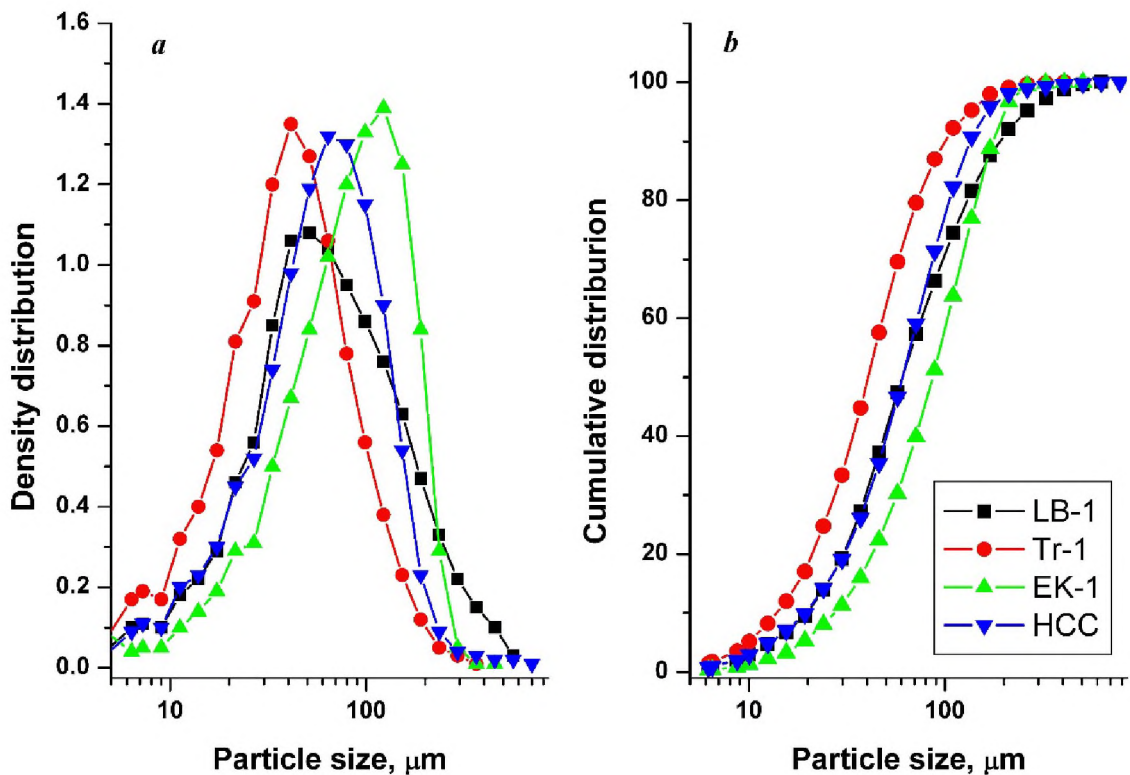 a
Density distribution
1.6
1.4
1.2
1.0
0.8
0.6
0.4
0.2
0.0
10
100
Particle size, μm
b
Cumulative disriburion
100
80
60
40
20
0
10
100
Particle size, μm
LB-1
Tr-1
EK-1
HCC